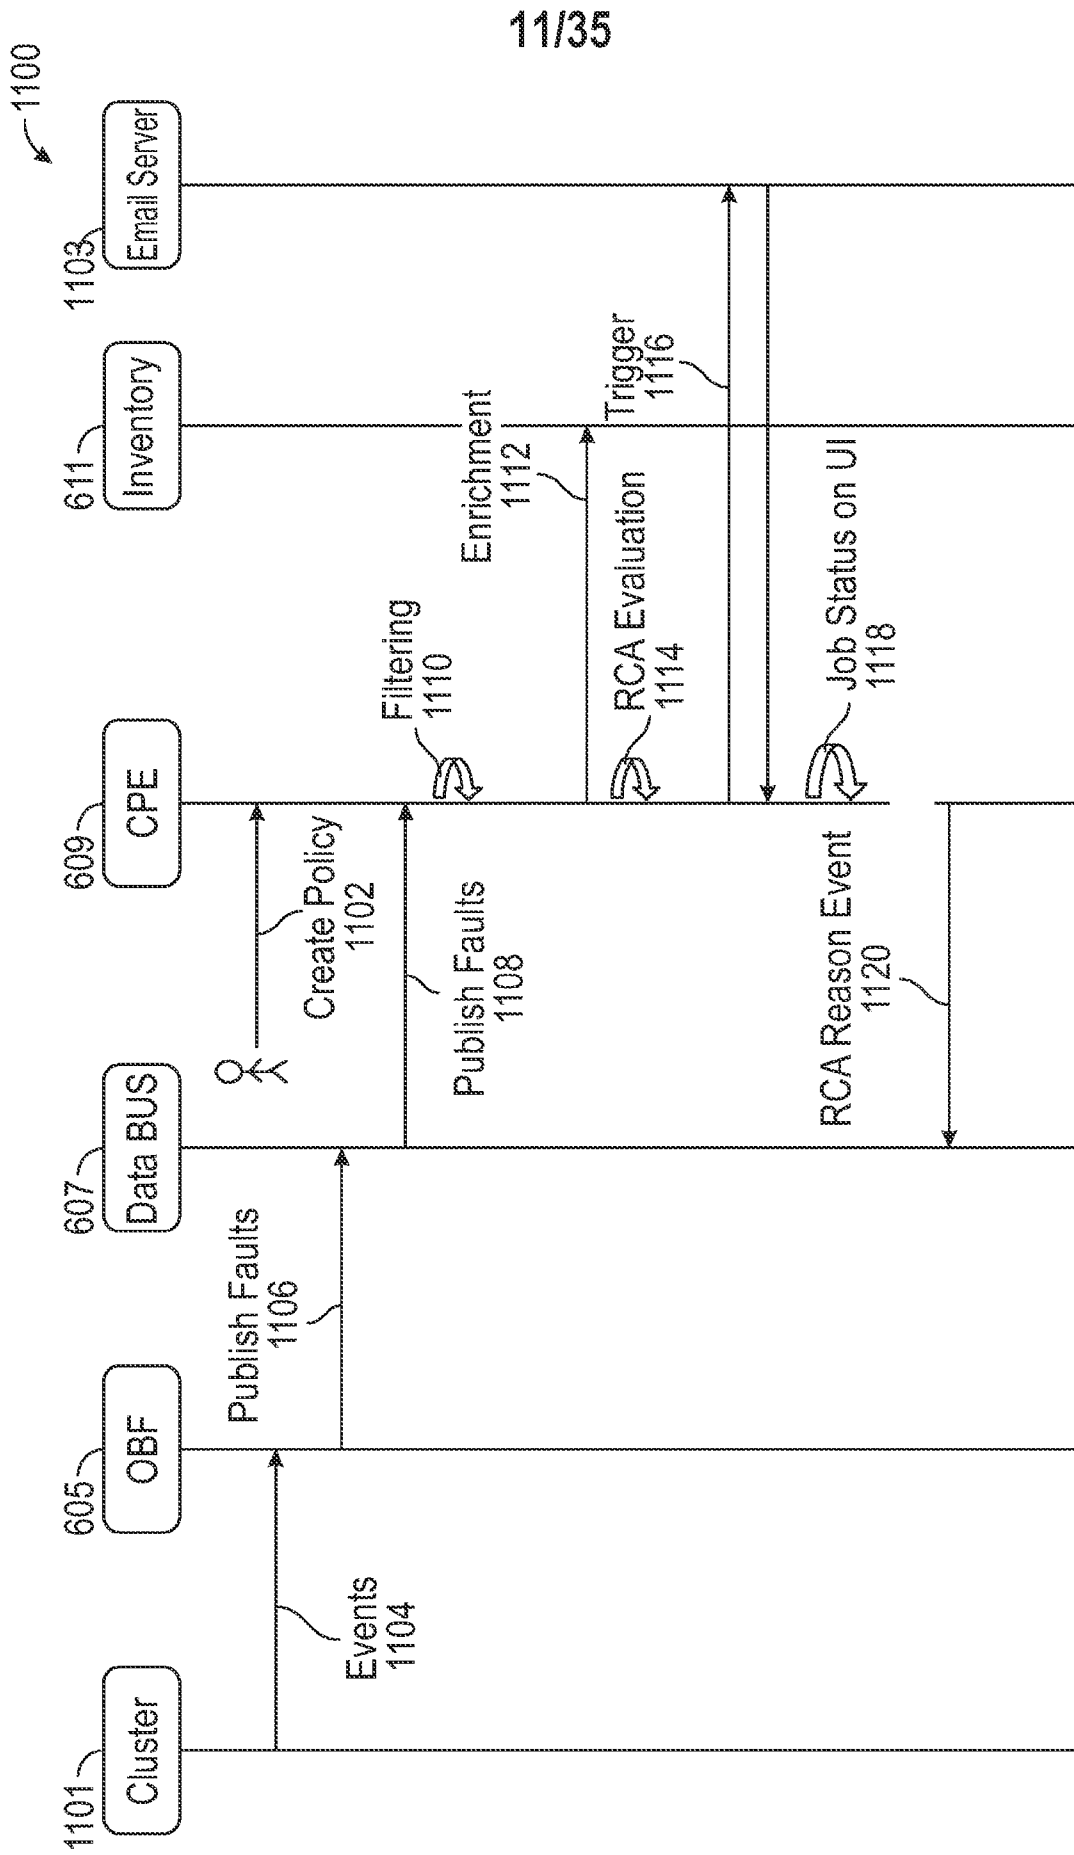 11/35
1100
1101
Cluster
605
OBF
607
Data BUS
609
CPE
611
Inventory
1103
Email Server
Create Policy
1102
Events
1104
Publish Faults
1106
Publish Faults
1108
Filtering
1110
Enrichment
1112
RCA Evaluation
1114
Trigger
1116
Job Status on UI
1118
RCA Reason Event
1120